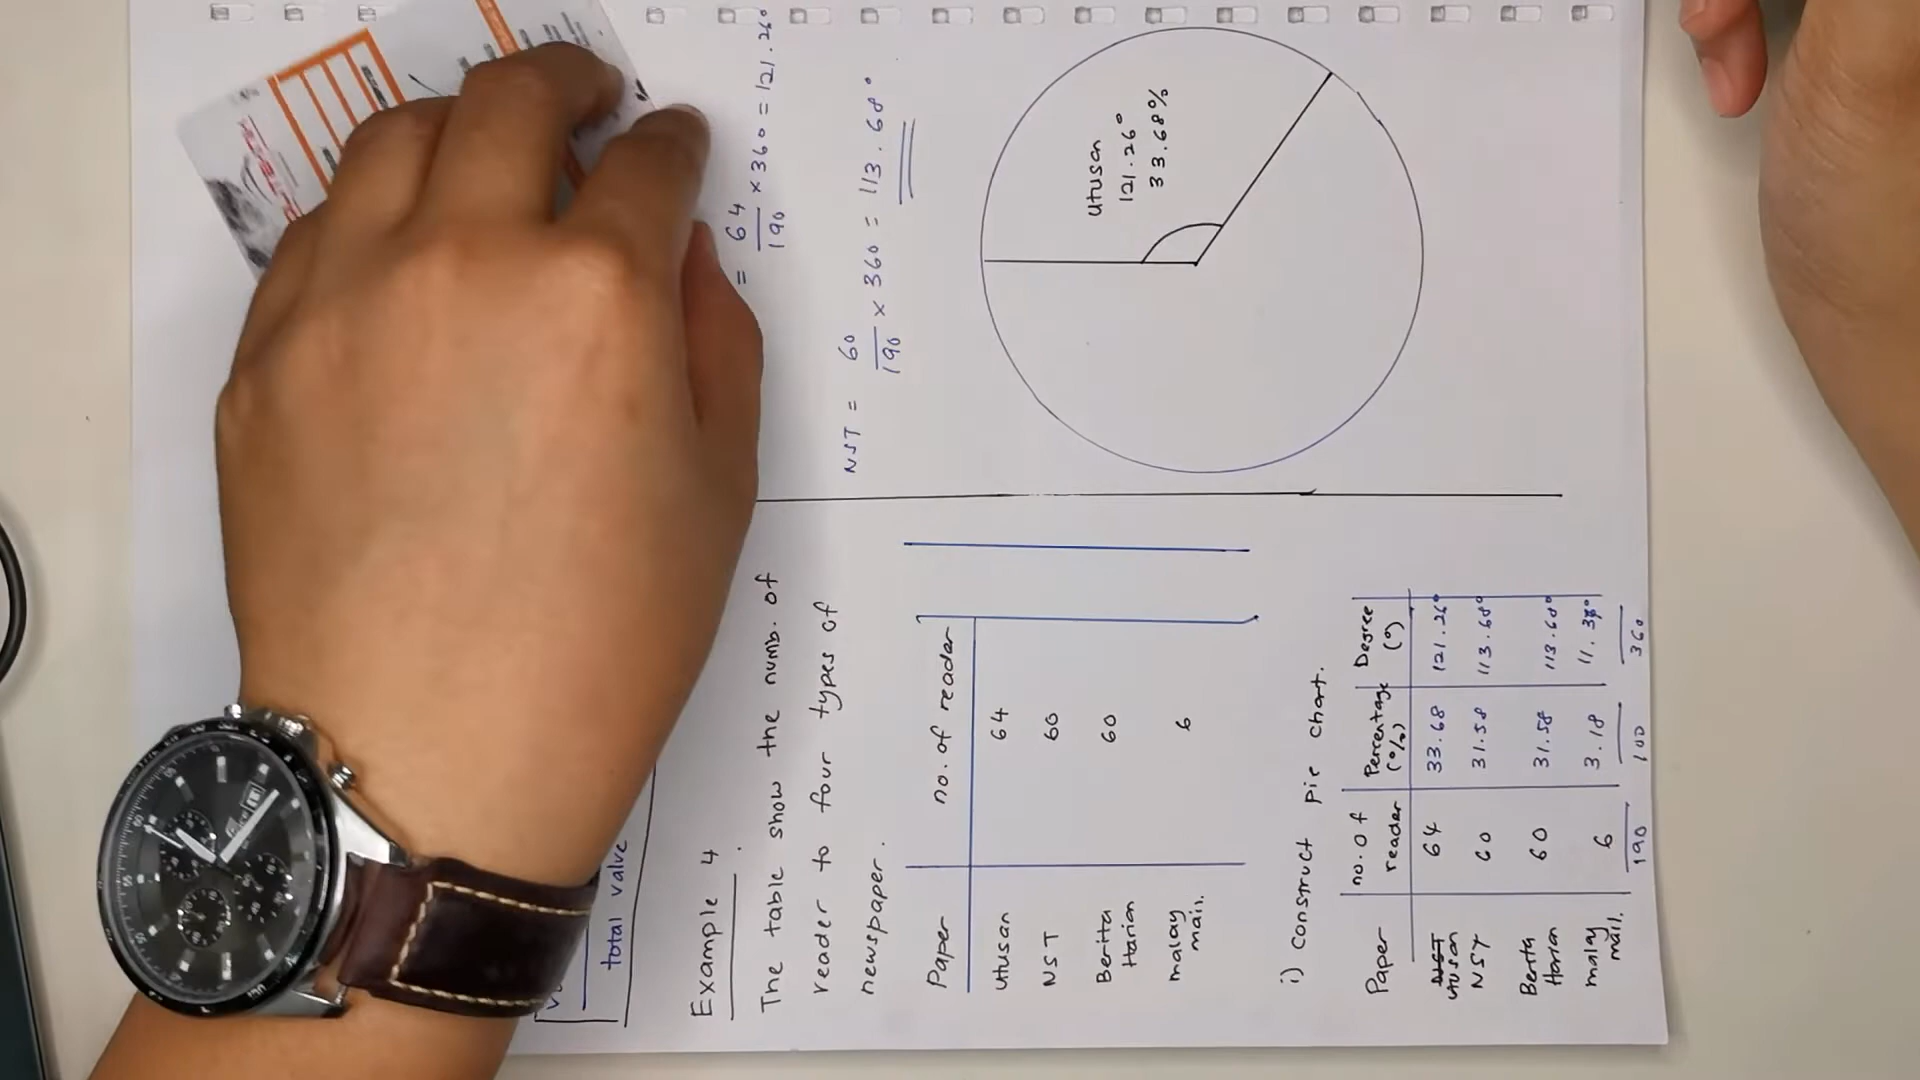 total value
Example 4
The table show the numb. of
reader to four types of
newspaper.
Paper no. of reader
Utusan 64
NST 60
Berita Harian 60
malay mail. 6
i) construct pie chart.
Paper no. of reader Percentage (%) Degree (°)
Utusan 64 33.68 121.26°
NST 60 31.58 113.68°
Berita Harian 60 31.58 113.68°
malay mail. 6 3.18
190 100 360
= 64/190 × 360 = 121.26°
NST = 60/190 × 360 = 113.68°
Utusan
121.26°
33.68%